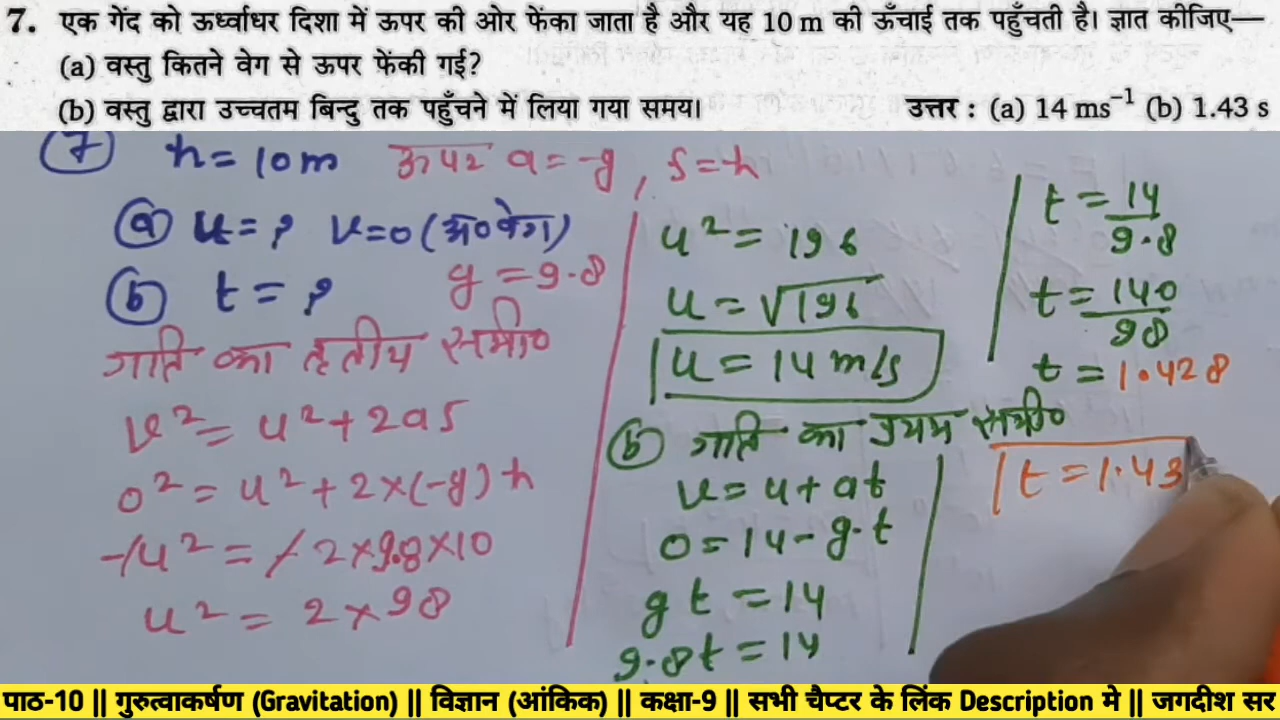 7. एक गेंद को ऊर्ध्वाधर दिशा में ऊपर की ओर फेंका जाता है और यह 10 m की ऊँचाई तक पहुँचती है। ज्ञात कीजिए—
(a) वस्तु कितने वेग से ऊपर फ़ेंकी गई?
(b) वस्तु द्वारा उच्चतम बिन्दु तक पहुँचने में लिया गया समय। उत्तर : (a) 14 ms⁻¹ (b) 1.43 s
7 h = 10m ऊपर a = -g, s = h
(a) u = ? v = 0 (अ० वेग)
(b) t = ? g = 9.8
गति का तृतीय समी०
v² = u² + 2as
0² = u² + 2×(-g) h
-u² = - 2×9.8×10
u² = 2 × 98
u² = 196
u = √196
u = 14 m/s
(b) गति का प्रथम समी०
v = u + at
0 = 14 - g.t
gt = 14
9.8t = 14
t = 14/9.8
t = 140/98
t = 1.428
t = 1.43
पाठ-10 || गुरुत्वाकर्षण (Gravitation) || विज्ञान (आंकिक) || कक्षा-9 || सभी चैप्टर के लिंक Description मे || जगदीश सर